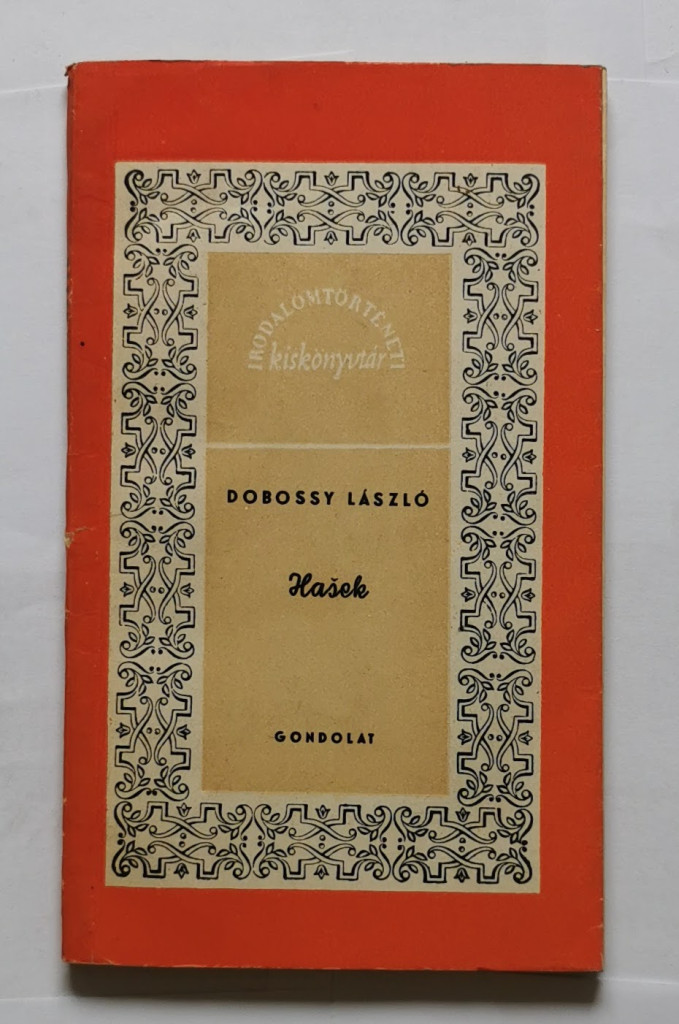 IRODALOMTÖRTÉNETI
kiskönyvtár
DOBOSSY LÁSZLÓ
Hašek
GONDOLAT